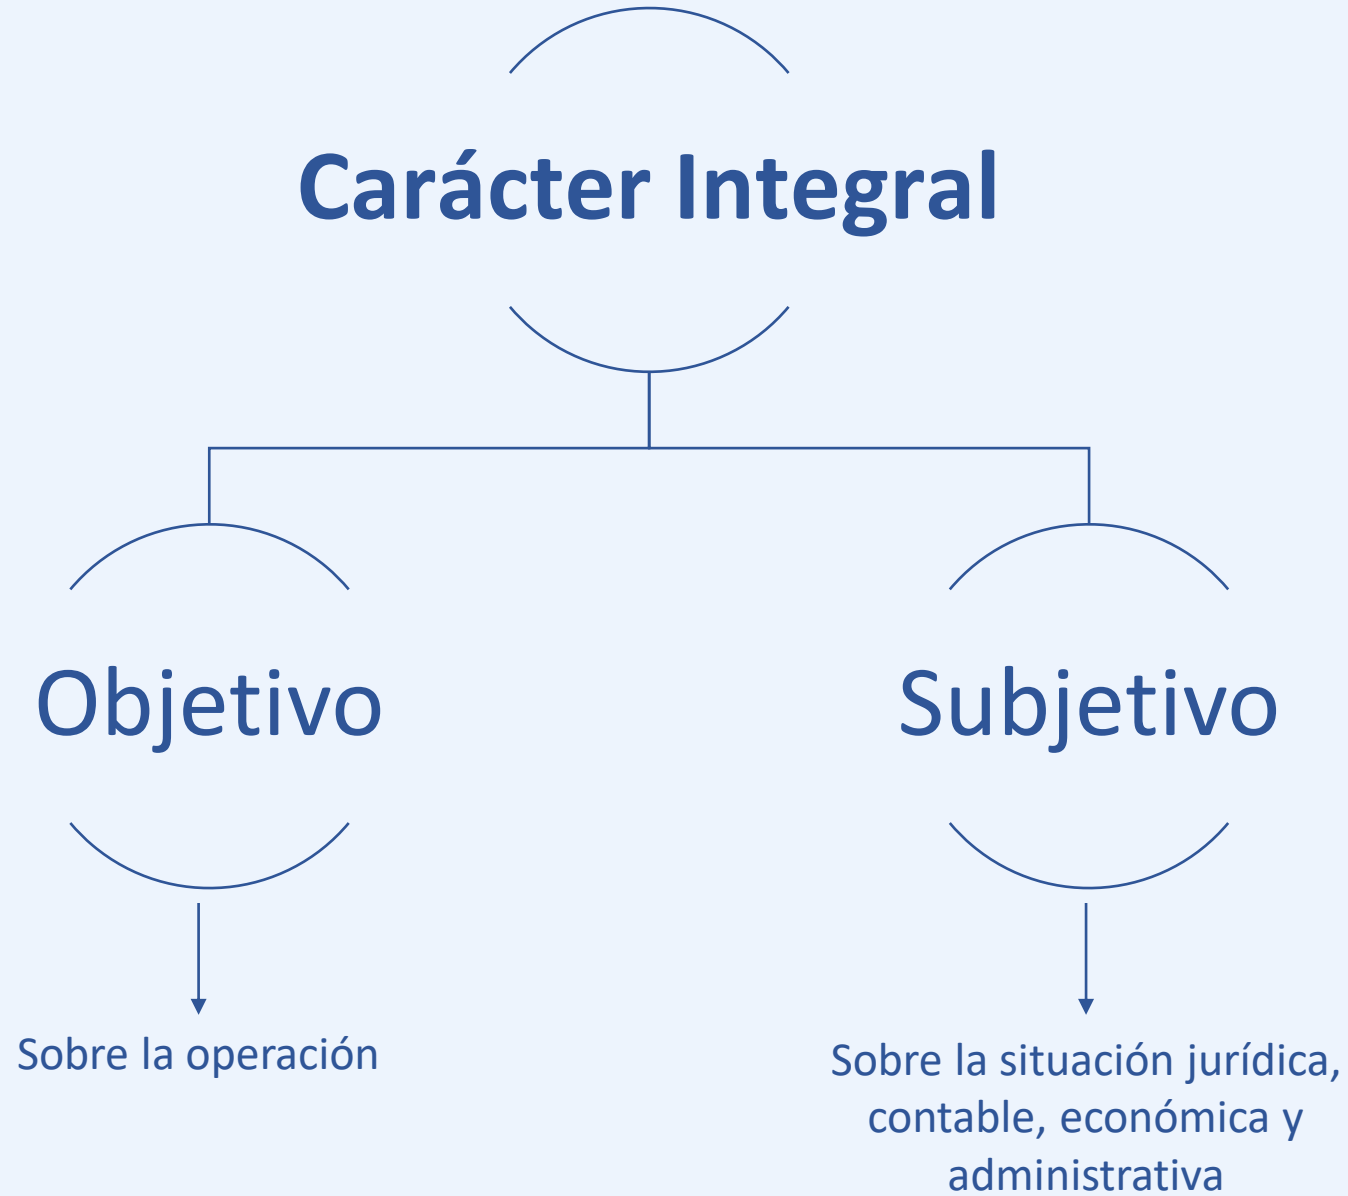 Carácter Integral
Objetivo
Subjetivo
Sobre la operación
Sobre la situación jurídica,
contable, económica y
administrativa